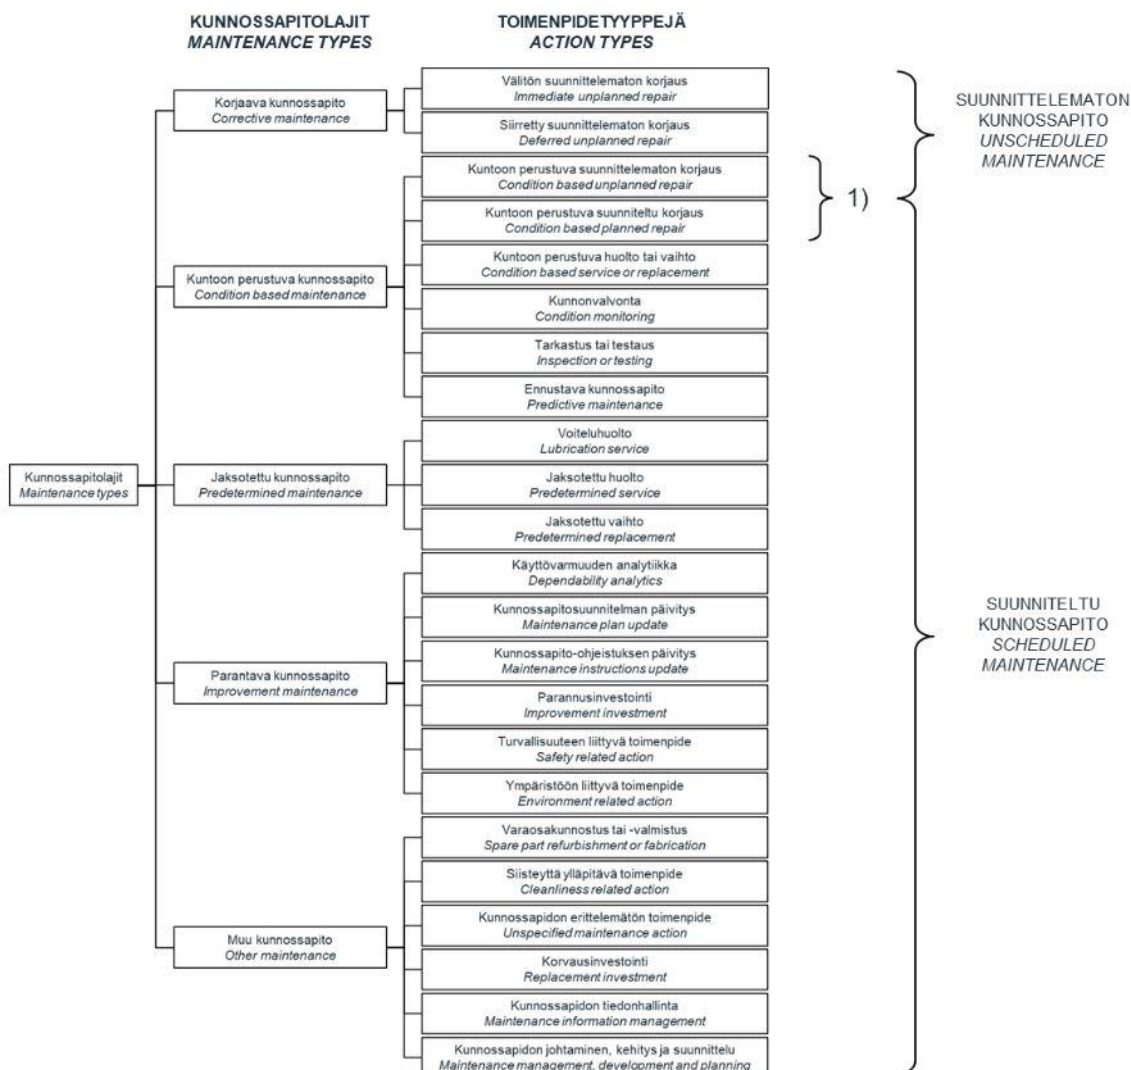 KUNNOSSAPITOLAJIT
MAINTENANCE TYPES
TOIMENPIDETYYPPEJÄ
ACTION TYPES
Korjaava kunnossapito
Corrective maintenance
Välitön suunnittelematon korjaus
Immediate unplanned repair
Siirretty suunnittelematon korjaus
Deferred unplanned repair
SUUNNITTELEMATON
KUNNOSSAPITO
UNSCHEDULED
MAINTENANCE
Kuntoon perustuva kunnossapito
Condition based maintenance
Kuntoon perustuva suunnittelematon korjaus
Condition based unplanned repair
Kuntoon perustuva suunniteltu korjaus
Condition based planned repair
1)
Kuntoon perustuva huolto tai vaihto
Condition based service or replacement
Kunnonvalvonta
Condition monitoring
Tarkastus tai testaus
Inspection or testing
Ennustava kunnossapito
Predictive maintenance
Kunnossapitolajit
Maintenance types
Jaksotettu kunnossapito
Predetermined maintenance
Voiteluhuolto
Lubrication service
Jaksotettu huolto
Predetermined service
Jaksotettu vaihto
Predetermined replacement
Parantava kunnossapito
Improvement maintenance
Käyttövarmuuden analytiikka
Dependability analytics
Kunnossapitosuunnitelman päivitys
Maintenance plan update
Kunnossapito-ohjeistuksen päivitys
Maintenance instructions update
Parannusinvestointi
Improvement investment
Turvallisuuteen liittyvä toimenpide
Safety related action
Ympäristöön liittyvä toimenpide
Environment related action
SUUNNITELTU
KUNNOSSAPITO
SCHEDULED
MAINTENANCE
Muu kunnossapito
Other maintenance
Varaosakunnostus tai -valmistus
Spare part refurbishment or fabrication
Siisteyttä ylläpitävä toimenpide
Cleanliness related action
Kunnossapidon erittelemätön toimenpide
Unspecified maintenance action
Korvausinvestointi
Replacement investment
Kunnossapidon tiedonhallinta
Maintenance information management
Kunnossapidon johtaminen, kehitys ja suunnittelu
Maintenance management, development and planning